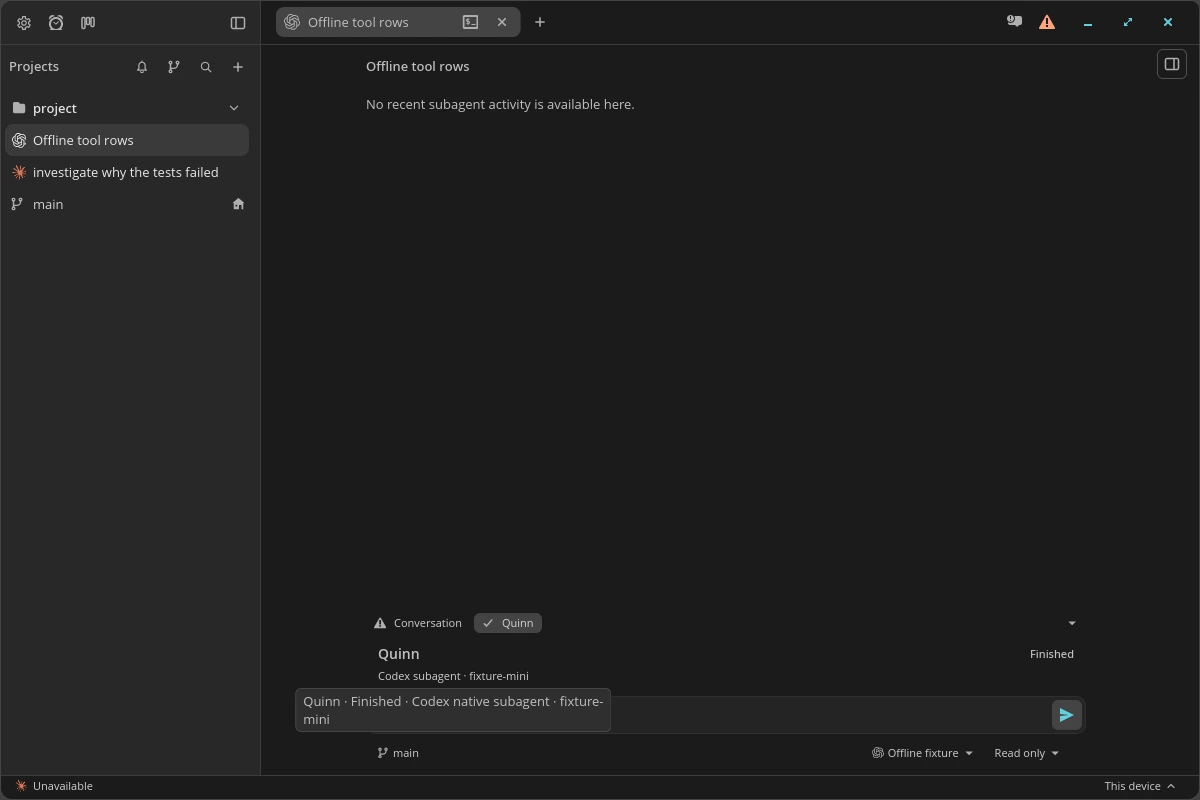 Offline tool rows
Projects
Offline tool rows
No recent subagent activity is available here.
project
Offline tool rows
investigate why the tests failed
main
Conversation
Quinn
Quinn
Finished
Codex subagent · fixture-mini
Quinn · Finished · Codex native subagent · fixture-
mini
main
Offline fixture
Read only
Unavailable
This device